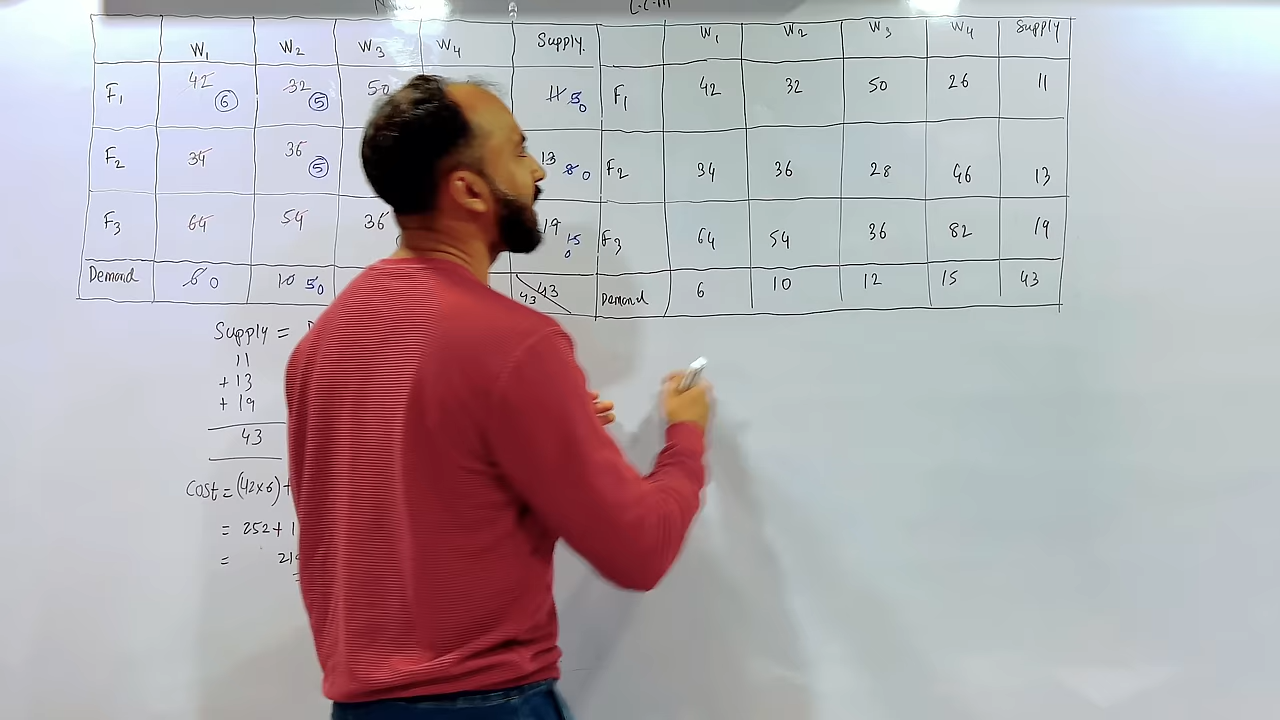 L.C.M
W1 W2 W3 W4 Supply.
F1 42 6 32 5 50 11 5 0
F2 34 36 5 13 8 0
F3 64 54 36 19 15 0
Demand 6 0 10 5 0 43 43
W1 W2 W3 W4 Supply
F1 42 32 50 26 11
F2 34 36 28 46 13
F3 64 54 36 82 19
Demand 6 10 12 15 43
Supply =
11
+ 13
+ 19
43
Cost = (42×6)+
= 252 +
=